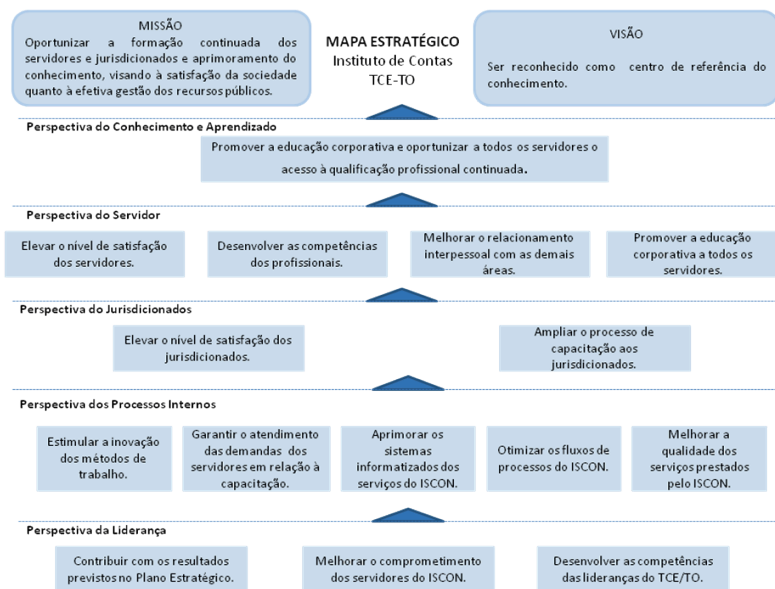 MISSÃO
Oportunizar a formação continuada dos
servidores e jurisdicionados e aprimoramento do
conhecimento, visando à satisfação da sociedade
quanto à efetiva gestão dos recursos públicos.
MAPA ESTRATÉGICO
Instituto de Contas
TCE-TO
VISÃO
Ser reconhecido como centro de referência do
conhecimento.
Perspectiva do Conhecimento e Aprendizado
Promover a educação corporativa e oportunizar a todos os servidores o
acesso à qualificação profissional continuada.
Perspectiva do Servidor
Elevar o nível de satisfação
dos servidores.
Desenvolver as competências
dos profissionais.
Melhorar o relacionamento
interpessoal com as demais
áreas.
Promover a educação
corporativa a todos os
servidores.
Perspectiva do Jurisdicionados
Elevar o nível de satisfação dos
jurisdicionados.
Ampliar o processo de
capacitação aos
jurisdicionados.
Perspectiva dos Processos Internos
Estimular a inovação
dos métodos de
trabalho.
Garantir o atendimento
das demandas dos
servidores em relação à
capacitação.
Aprimorar os
sistemas
informatizados dos
serviços do ISCON.
Otimizar os fluxos de
processos do ISCON.
Melhorar a
qualidade dos
serviços prestados
pelo ISCON.
Perspectiva da Liderança
Contribuir com os resultados
previstos no Plano Estratégico.
Melhorar o comprometimento
dos servidores do ISCON.
Desenvolver as competências
das lideranças do TCE/TO.